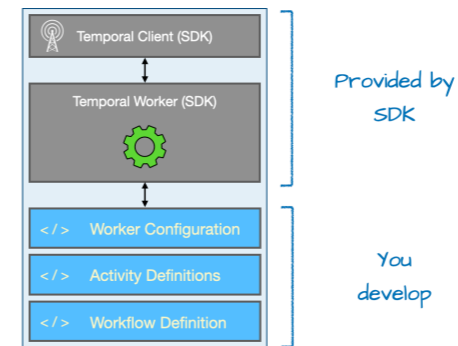 Temporal Client (SDK)
Temporal Worker (SDK)
</> Worker Configuration
</> Activity Definitions
</> Workflow Definition
Provided by
SDK
You
develop